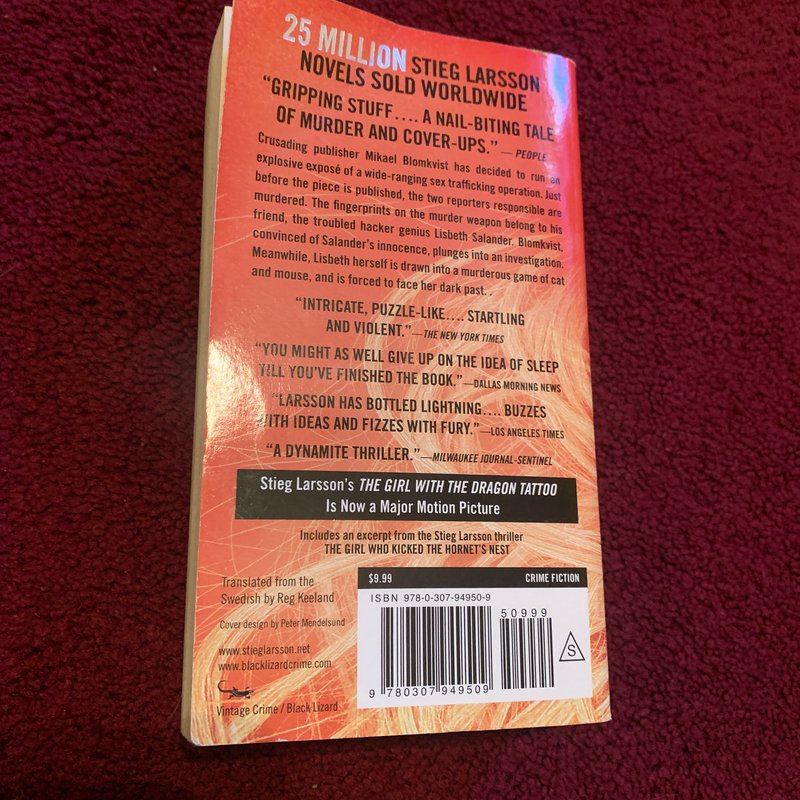 25 MILLION STIEG LARSSON
NOVELS SOLD WORLDWIDE
“GRIPPING STUFF.... A NAIL-BITING TALE
OF MURDER AND COVER-UPS.” — PEOPLE
Crusading publisher Mikael Blomkvist has decided to run an
explosive exposé of a wide-ranging sex trafficking operation. Just
before the piece is published, the two reporters responsible are
murdered. The fingerprints on the murder weapon belong to his
friend, the troubled hacker genius Lisbeth Salander. Blomkvist,
convinced of Salander's innocence, plunges into an investigation.
Meanwhile, Lisbeth herself is drawn into a murderous game of cat
and mouse, and is forced to face her dark past. .
“INTRICATE, PUZZLE-LIKE.... STARTLING
AND VIOLENT.”—THE NEW YORK TIMES
“YOU MIGHT AS WELL GIVE UP ON THE IDEA OF SLEEP
TILL YOU'VE FINISHED THE BOOK.”—DALLAS MORNING NEWS
“LARSSON HAS BOTTLED LIGHTNING.... BUZZES
WITH IDEAS AND FIZZES WITH FURY.”—LOS ANGELES TIMES
“A DYNAMITE THRILLER.”—MILWAUKEE JOURNAL-SENTINEL
Stieg Larsson's THE GIRL WITH THE DRAGON TATTOO
Is Now a Major Motion Picture
Includes an excerpt from the Stieg Larsson thriller
THE GIRL WHO KICKED THE HORNET'S NEST
Translated from the
Swedish by Reg Keeland
Cover design by Peter Mendelsund
www.stieglarsson.net
www.blacklizardcrime.com
Vintage Crime / Black Lizard
$9.99 CRIME FICTION
ISBN 978-0-307-94950-9
50999
S
9 780307 949509